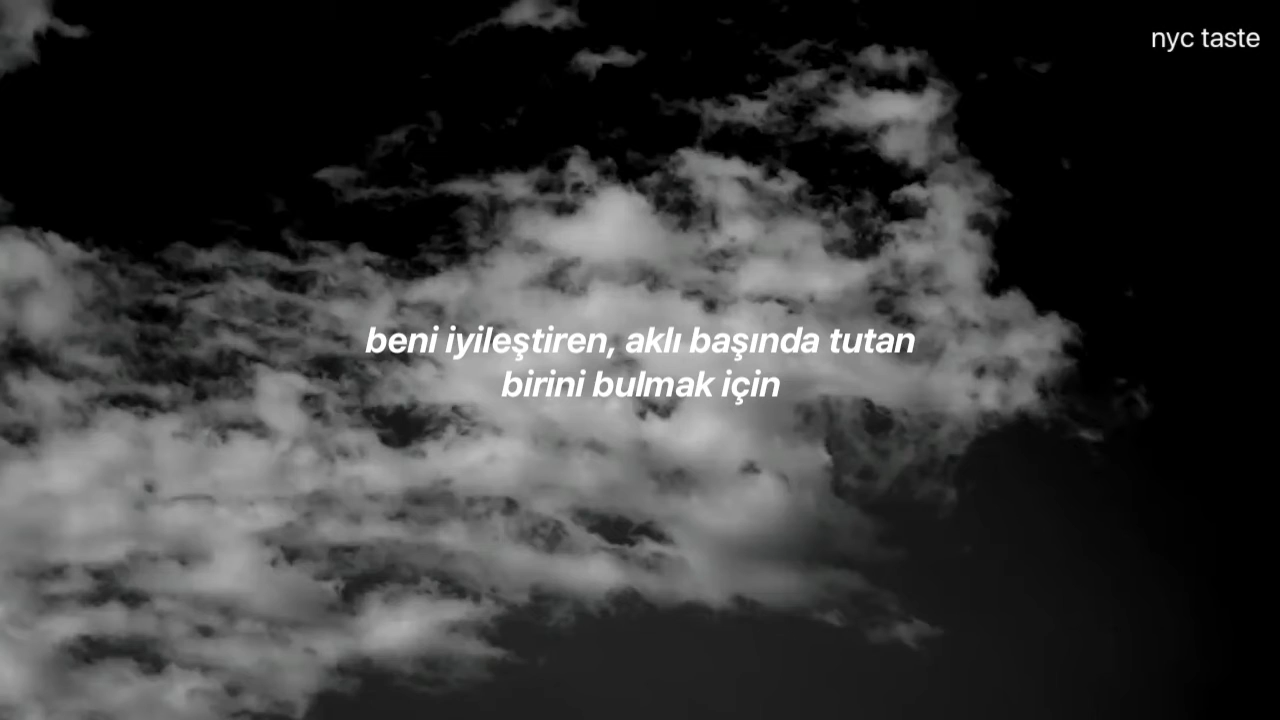 nyc taste
beni iyileştiren, aklı başında tutan
birini bulmak için